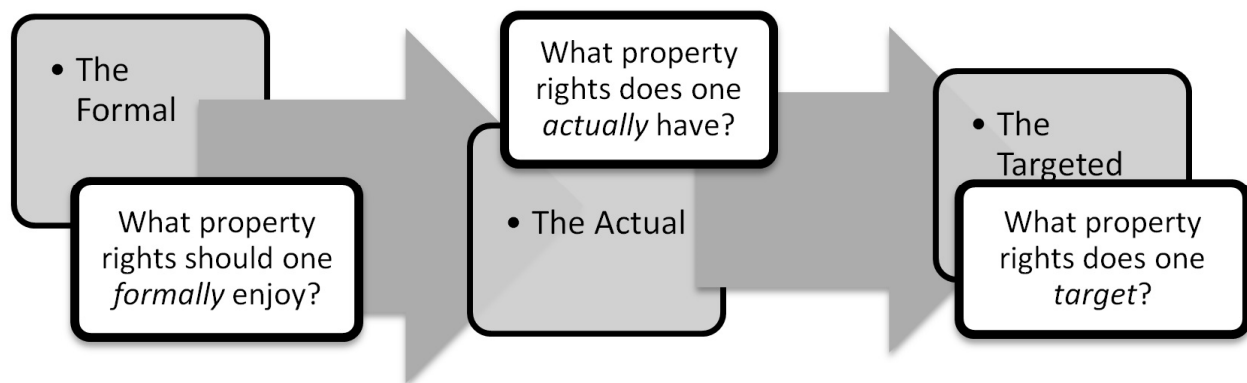 • The
Formal
What property
rights should one
formally enjoy?
What property
rights does one
actually have?
• The Actual
• The
Targeted
What property
rights does one
target?